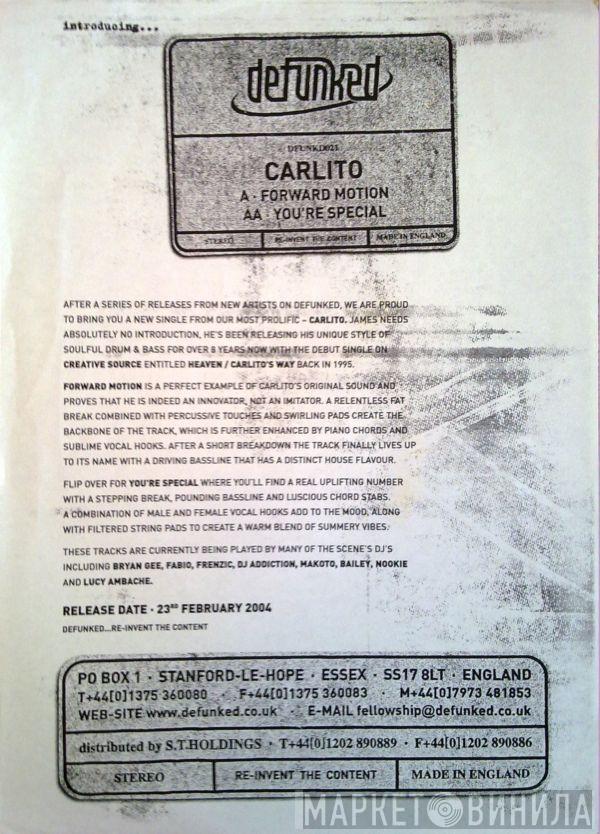 introducing...
defunked
DFUNKD021
CARLITO
A · FORWARD MOTION
AA · YOU'RE SPECIAL
STEREO RE-INVENT THE CONTENT MADE IN ENGLAND
AFTER A SERIES OF RELEASES FROM NEW ARTISTS ON DEFUNKED, WE ARE PROUD
TO BRING YOU A NEW SINGLE FROM OUR MOST PROLIFIC – CARLITO. JAMES NEEDS
ABSOLUTELY NO INTRODUCTION, HE'S BEEN RELEASING HIS UNIQUE STYLE OF
SOULFUL DRUM & BASS FOR OVER 8 YEARS NOW WITH THE DEBUT SINGLE ON
CREATIVE SOURCE ENTITLED HEAVEN / CARLITO'S WAY BACK IN 1995.
FORWARD MOTION IS A PERFECT EXAMPLE OF CARLITO'S ORIGINAL SOUND AND
PROVES THAT HE IS INDEED AN INNOVATOR, NOT AN IMITATOR. A RELENTLESS FAT
BREAK COMBINED WITH PERCUSSIVE TOUCHES AND SWIRLING PADS CREATE THE
BACKBONE OF THE TRACK, WHICH IS FURTHER ENHANCED BY PIANO CHORDS AND
SUBLIME VOCAL HOOKS. AFTER A SHORT BREAKDOWN THE TRACK FINALLY LIVES UP
TO ITS NAME WITH A DRIVING BASSLINE THAT HAS A DISTINCT HOUSE FLAVOUR.
FLIP OVER FOR YOU'RE SPECIAL WHERE YOU'LL FIND A REAL UPLIFTING NUMBER
WITH A STEPPING BREAK, POUNDING BASSLINE AND LUSCIOUS CHORD STABS.
A COMBINATION OF MALE AND FEMALE VOCAL HOOKS ADD TO THE MOOD, ALONG
WITH FILTERED STRING PADS TO CREATE A WARM BLEND OF SUMMERY VIBES.
THESE TRACKS ARE CURRENTLY BEING PLAYED BY MANY OF THE SCENE'S DJ'S
INCLUDING BRYAN GEE, FABIO, FRENZIC, DJ ADDICTION, MAKOTO, BAILEY, NOOKIE
AND LUCY AMBACHE.
RELEASE DATE · 23RD FEBRUARY 2004
DEFUNKED...RE-INVENT THE CONTENT
PO BOX 1 · STANFORD-LE-HOPE · ESSEX · SS17 8LT · ENGLAND
T+44[0]1375 360080 · F+44[0]1375 360083 · M+44[0]7973 481853
WEB-SITE www.defunked.co.uk · E-MAIL fellowship@defunked.co.uk
distributed by S.T.HOLDINGS · T+44[0]1202 890889 · F+44[0]1202 890886
STEREO RE-INVENT THE CONTENT MADE IN ENGLAND
МАРКЕТ ВИНИЛА